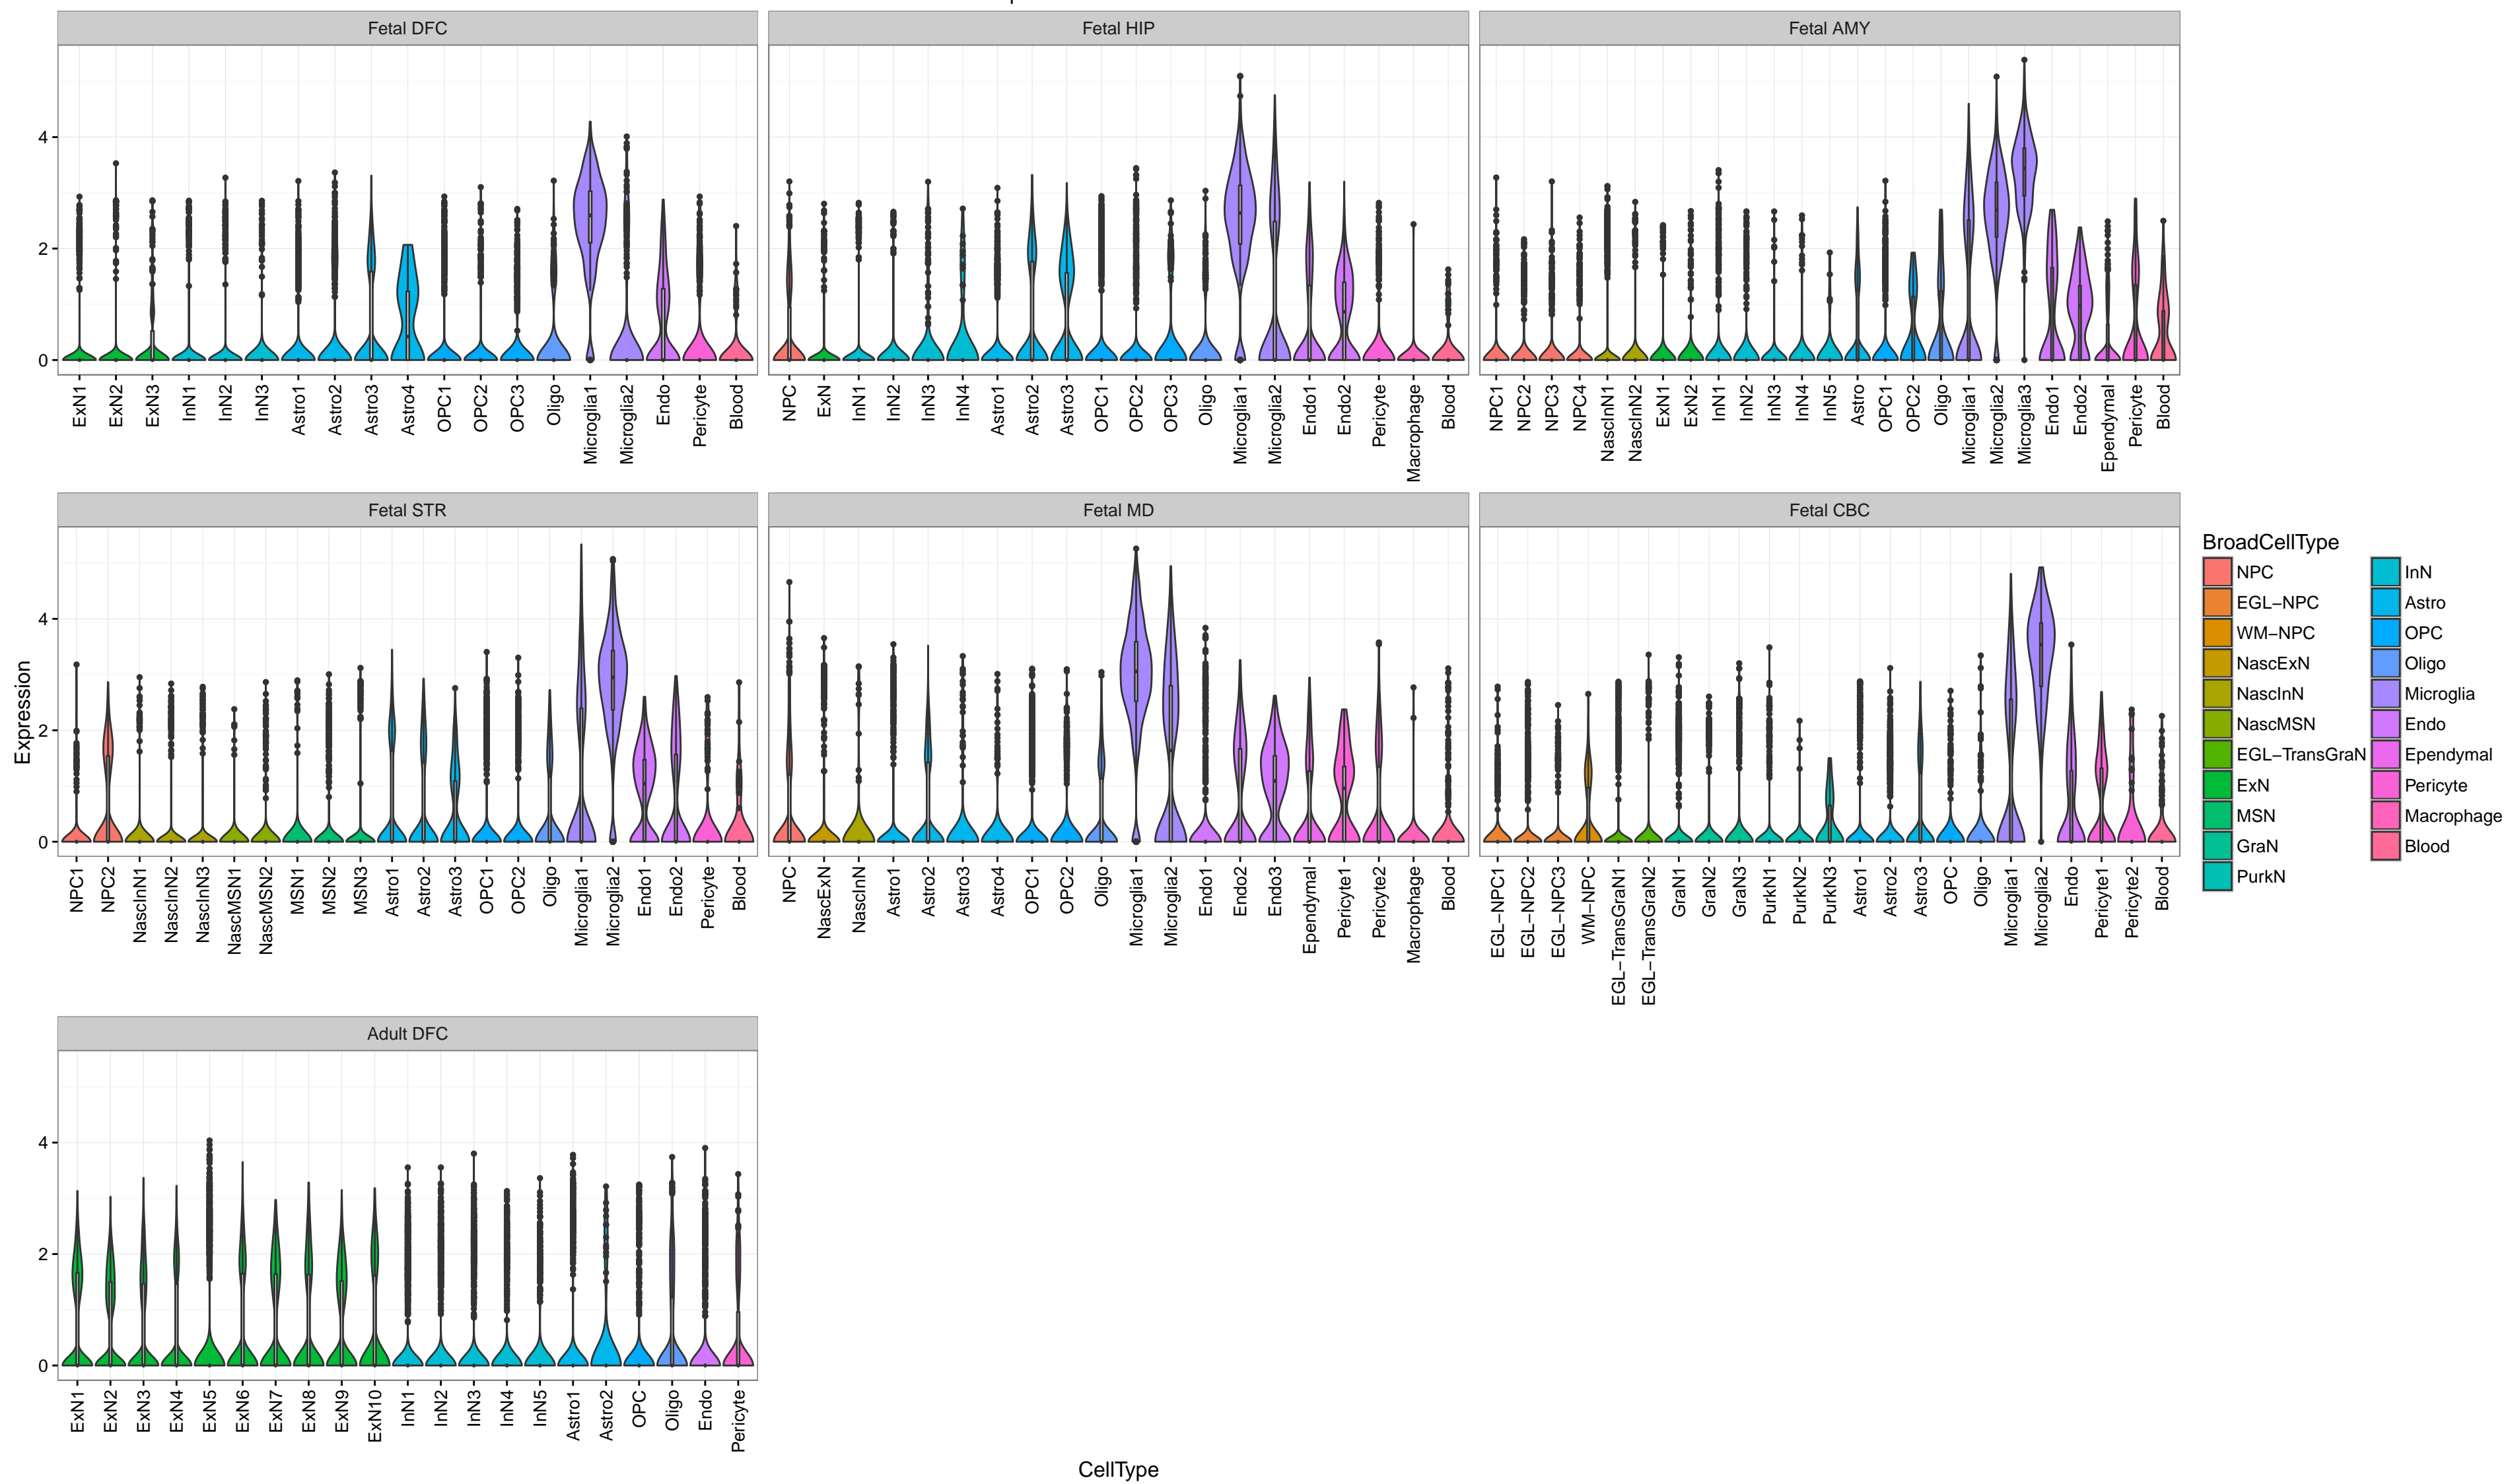 Fetal DFC
Fetal HIP
Fetal AMY
4
2
0
ExN1 ExN2 ExN3 InN1 InN2 InN3 Astro1 Astro2 Astro3 Astro4 OPC1 OPC2 OPC3 Oligo Microglia1 Microglia2 Endo Pericyte Blood
NPC ExN InN1 InN2 InN3 InN4 Astro1 Astro2 Astro3 OPC1 OPC2 OPC3 Oligo Microglia1 Microglia2 Endo1 Endo2 Pericyte Macrophage Blood
NPC1 NPC2 NPC3 NPC4 NascInN1 NascInN2 ExN1 ExN2 InN1 InN2 InN3 InN4 InN5 Astro OPC1 OPC2 Oligo Microglia1 Microglia2 Microglia3 Endo1 Endo2 Ependymal Pericyte Blood
Fetal STR
Fetal MD
Fetal CBC
Expression
4
2
0
NPC1 NPC2 NascInN1 NascInN2 NascInN3 NascMSN1 NascMSN2 MSN1 MSN2 MSN3 Astro1 Astro2 Astro3 OPC1 OPC2 Oligo Microglia1 Microglia2 Endo1 Endo2 Pericyte Blood
NPC NascExN NascInN Astro1 Astro2 Astro3 Astro4 OPC1 OPC2 Oligo Microglia1 Microglia2 Endo1 Endo2 Endo3 Ependymal Pericyte1 Pericyte2 Macrophage Blood
EGL−NPC1 EGL−NPC2 EGL−NPC3 WM−NPC EGL−TransGraN1 EGL−TransGraN2 GraN1 GraN2 GraN3 PurkN1 PurkN2 PurkN3 Astro1 Astro2 Astro3 OPC Oligo Microglia1 Microglia2 Endo Pericyte1 Pericyte2 Blood
BroadCellType
NPC
EGL−NPC
WM−NPC
NascExN
NascInN
NascMSN
EGL−TransGraN
ExN
MSN
GraN
PurkN
InN
Astro
OPC
Oligo
Microglia
Endo
Ependymal
Pericyte
Macrophage
Blood
Adult DFC
4
2
0
ExN1 ExN2 ExN3 ExN4 ExN5 ExN6 ExN7 ExN8 ExN9 ExN10 InN1 InN2 InN3 InN4 InN5 Astro1 Astro2 OPC Oligo Endo Pericyte
CellType